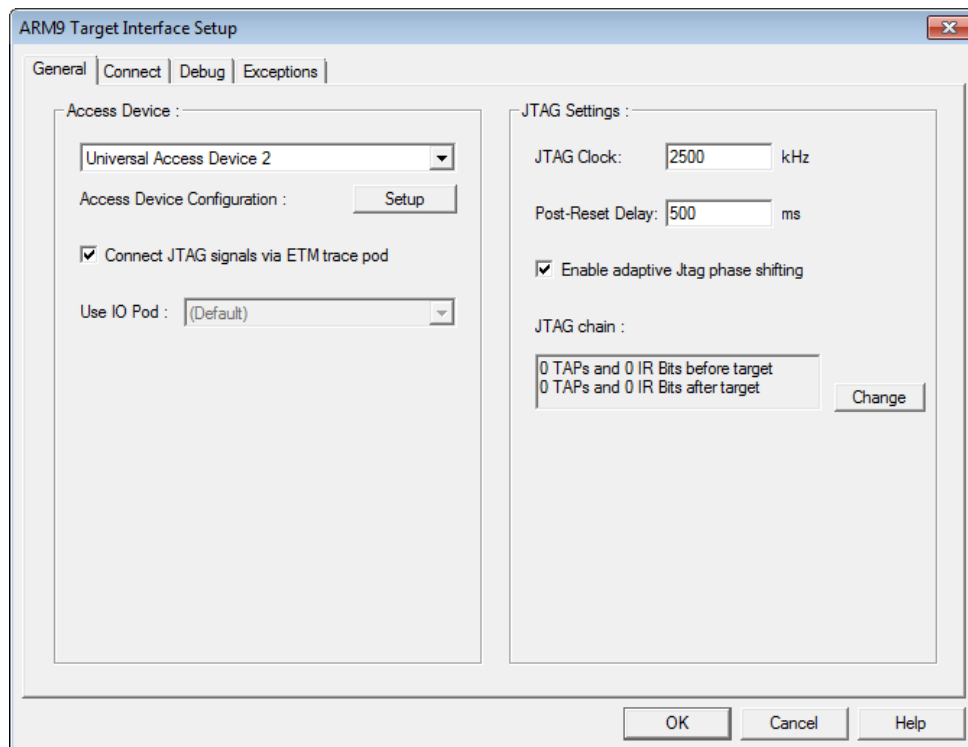 ARM9 Target Interface Setup
General Connect Debug Exceptions
Access Device :
Universal Access Device 2
Access Device Configuration : Setup
Connect JTAG signals via ETM trace pod
Use IO Pod : (Default)
JTAG Settings :
JTAG Clock: 2500 kHz
Post-Reset Delay: 500 ms
Enable adaptive Jtag phase shifting
JTAG chain :
0 TAPs and 0 IR Bits before target
0 TAPs and 0 IR Bits after target
Change
OK Cancel Help